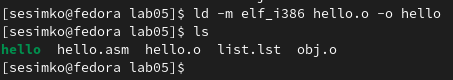 [sesimko@fedora lab05]$ ld -m elf_i386 hello.o -o hello
[sesimko@fedora lab05]$ ls
hello  hello.asm  hello.o  list.lst  obj.o
[sesimko@fedora lab05]$